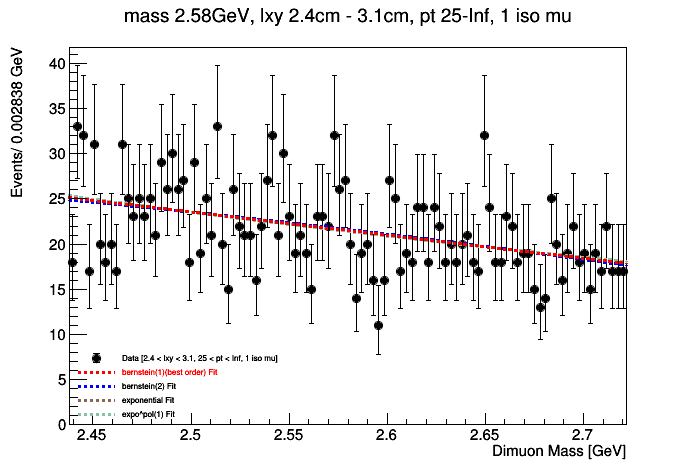 mass 2.58GeV, lxy 2.4cm - 3.1cm, pt 25-Inf, 1 iso mu
Events/ 0.002838 GeV
40
35
30
25
20
15
10
5
0
Data [2.4 < lxy < 3.1, 25 < pt < Inf, 1 iso mu]
bernstein(1)(best order) Fit
bernstein(2) Fit
exponential Fit
expo^pol(1) Fit
2.45 2.5 2.55 2.6 2.65 2.7
Dimuon Mass [GeV]